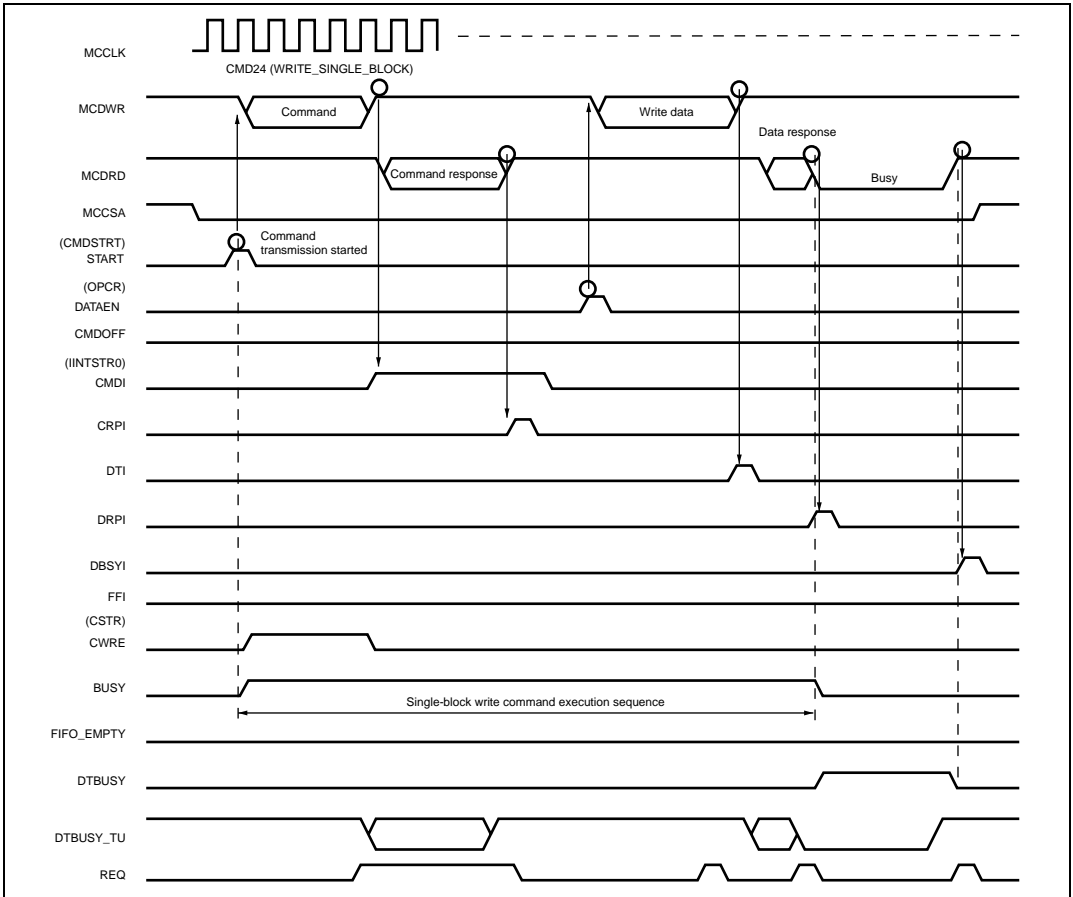 MCCLK
CMD24 (WRITE_SINGLE_BLOCK)
MCDWR
Command
Write data
Data response
MCDRD
Command response
Busy
MCCSA
(CMDSTRT)
START
Command
transmission started
(OPCR)
DATAEN
CMDOFF
(IINTSTR0)
CMDI
CRPI
DTI
DRPI
DBSYI
FFI
(CSTR)
CWRE
BUSY
Single-block write command execution sequence
FIFO_EMPTY
DTBUSY
DTBUSY_TU
REQ